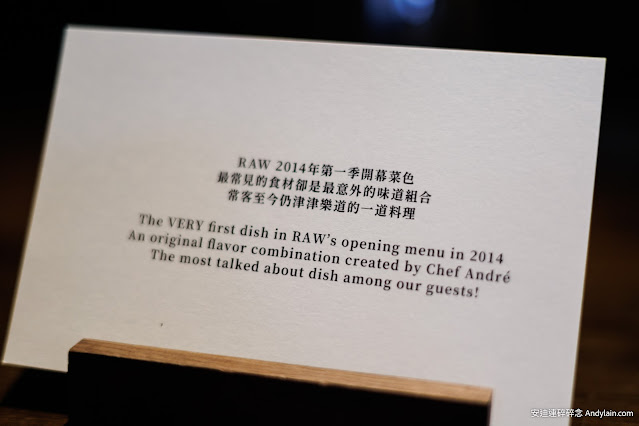 RAW 2014年第一季開幕菜色
最常見的食材卻是最意外的味道組合
常客至今仍津津樂道的一道料理
The VERY first dish in RAW's opening menu in 2014
An original flavor combination created by Chef André
The most talked about dish among our guests!
安迪連碎碎念 Andylain.com